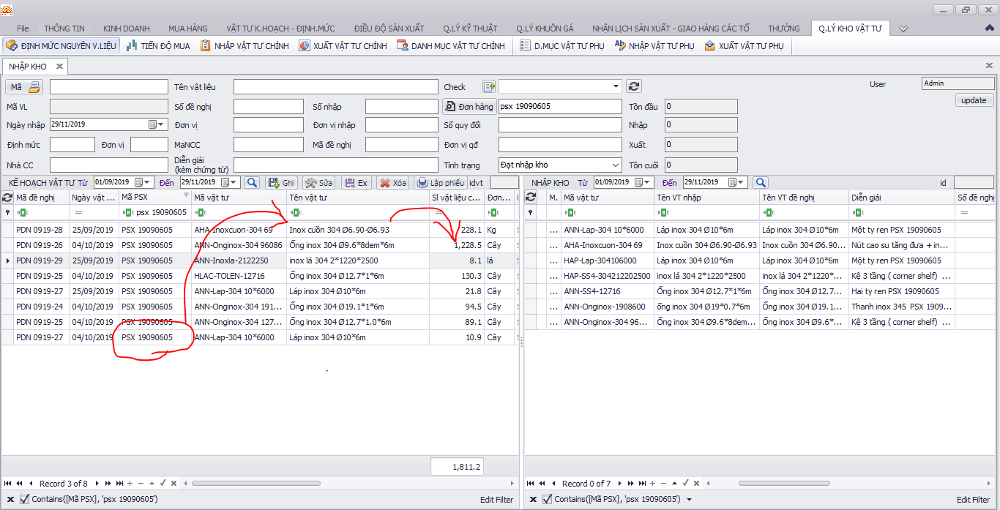 File THÔNG TIN KINH DOANH MUA HÀNG VẬT TƯ K.HOẠCH - ĐỊNH.MỨC ĐIỀU ĐỘ SẢN XUẤT Q.LÝ KỸ THUẬT Q.LÝ KHUÔN GÁ NHẬN LỊCH SẢN XUẤT - GIAO HÀNG CÁC TỔ THƯỞNG Q.LÝ KHO VẬT TƯ
ĐỊNH MỨC NGUYÊN V.LIỆU TIẾN ĐỘ MUA NHẬP VẬT TƯ CHÍNH XUẤT VẬT TƯ CHÍNH DANH MỤC VẬT TƯ CHÍNH D.MỤC VẬT TƯ PHỤ NHẬP VẬT TƯ PHỤ XUẤT VẬT TƯ PHỤ
NHẬP KHO
Mã Tên vật liệu Check User Admin
update
Mã VL Số đề nghị Số nhập Đơn hàng psx 19090605 Tồn đầu 0
Ngày nhập 29/11/2019 Đơn vị Đơn vị nhập Số quy đổi Nhập 0
Định mức Đơn vị MaNCC Mã đề nghị Đơn vị qđ Xuất 0
Nhà CC Diễn giải (kèm chứng từ) Tình trạng Đạt nhập kho Tồn cuối 0
KẾ HOẠCH VẬT TƯ Từ 01/09/2019 Đến 29/11/2019 Ghi Sửa Ex Xóa Lập phiếu idvt
Mã đề nghị Ngày vật ... Mã PSX Mã vật tư Tên vật tư Sl vật liệu c... Đơn...
psx 19090605
PDN 0919-28 25/09/2019 PSX 19090605 AHA-Inoxcuon-304 69 Inox cuồn 304 Ø6.90-Ø6.93 228.1 Kg
PDN 0919-26 04/10/2019 PSX 19090605 ANN-Onginox-304 96086 Ống inox 304 Ø9.6*8dem*6m 1,228.5 Cây
PDN 0919-29 25/09/2019 PSX 19090605 ANN-Inoxla-2122250 inox lá 304 2*1220*2500 8.1 lá
PDN 0919-25 04/10/2019 PSX 19090605 HLAC-TOLEN-12716 Ống inox 304 Ø12.7*1*6m 130.3 Cây
PDN 0919-27 25/09/2019 PSX 19090605 ANN-Lap-304 10*6000 Láp inox 304 Ø10*6m 21.8 Cây
PDN 0919-24 04/10/2019 PSX 19090605 ANN-Onginox-304 191... Ống inox 304 Ø19.1*1*6m 94.5 Cây
PDN 0919-25 04/10/2019 PSX 19090605 ANN-Onginox-304 127... Ống inox 304 Ø12.7*1.0*6m 89.1 Cây
PDN 0919-27 04/10/2019 PSX 19090605 ANN-Lap-304 10*6000 Láp inox 304 Ø10*6m 10.9 Cây
1,811.2
Record 3 of 8
Contains([Mã PSX], 'psx 19090605') Edit Filter
NHẬP KHO Từ 01/09/2019 Đến 29/11/2019 id
M. Mã vật tư Tên VT nhập Tên VT đề nghị Diễn giải Số đề nghị
... ANN-Lap-304 10*6000 Láp inox 304 Ø10*6m Láp inox 304 Ø10*6m Một ty ren PSX 19090605
... AHA-Inoxcuon-304 69 Inox cuồn 304 Ø6.90-Ø6.93 Inox cuồn 304 Ø6.90... Nút cao su tăng đưa + in...
... HAP-Lap-304106000 Láp inox 304 Ø10*6m Láp inox 304 Ø10*6m Một ty ren PSX 19090605
... HAP-SS4-304212202500 inox lá 304 2*1220*2500 inox lá 304 2*1220*... Kệ 3 tầng ( corner shelf) ...
... ANN-SS4-12716 Ống inox 304 Ø12.7*1*6m Ống inox 304 Ø12.7... Hai ty ren PSX 19090605
... ANN-Onginox-1908600 ống inox 304 Ø19*0.7*6m Ống inox 304 Ø19.1... Thanh inox 345 PSX 1909...
... ANN-Onginox-304 96... Ống inox 304 Ø9.6*8dem... Ống inox 304 Ø9.6*... Kệ 3 tầng ( corner shelf) ...
Record 0 of 7
Contains([Mã PSX], 'psx 19090605') Edit Filter